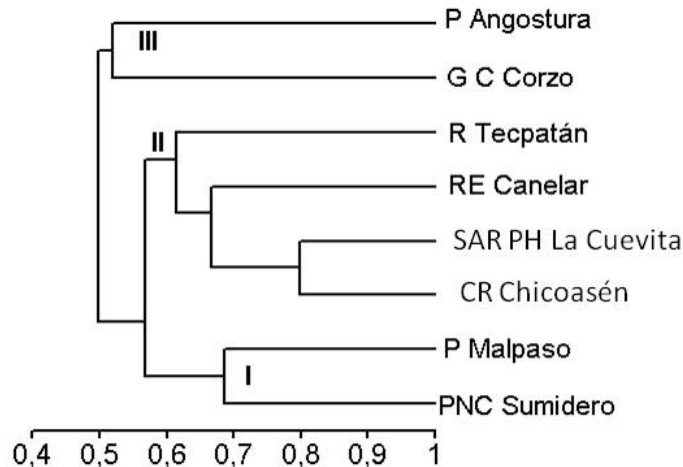 P Angostura
III
G C Corzo
II
R Tecpatán
RE Canelar
SAR PH La Cuevita
CR Chicoasén
P Malpaso
I
PNC Sumidero
0,4 0,5 0,6 0,7 0,8 0,9 1